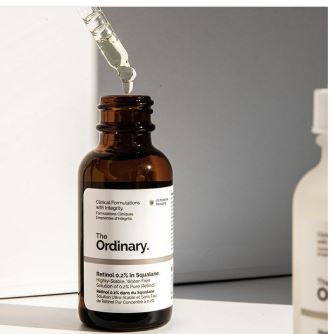 Clinical Formulations
with Integrity.
Formulations Cliniques
Empreintes d'Intégrité.
The
Ordinary.
Retinol 0.2% in Squalane
Highly-Stable, Water-Free
Solution of 0.2% Pure Retinol
Retinol 0.2% dans du Squalane
Solution Ultra-Stable et Sans Eau
de Rétinol Pur Concentré à 0.2%